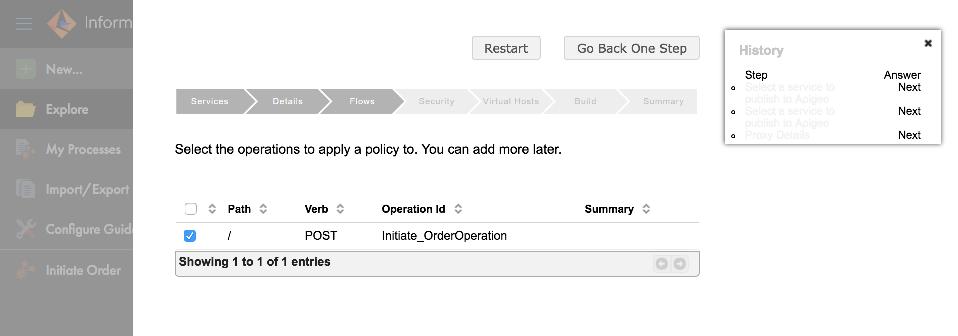 Inform
New...
Explore
My Processes
Import/Export
Configure Guid
Initiate Order
Restart
Go Back One Step
Services
Details
Flows
Security
Virtual Hosts
Build
Summary
Select the operations to apply a policy to. You can add more later.
Path Verb Operation Id Summary
/ POST Initiate_OrderOperation
Showing 1 to 1 of 1 entries
History
Step Answer
Select a service to Next
publish to Apigee
Select a service to Next
publish to Apigee
Proxy Details Next